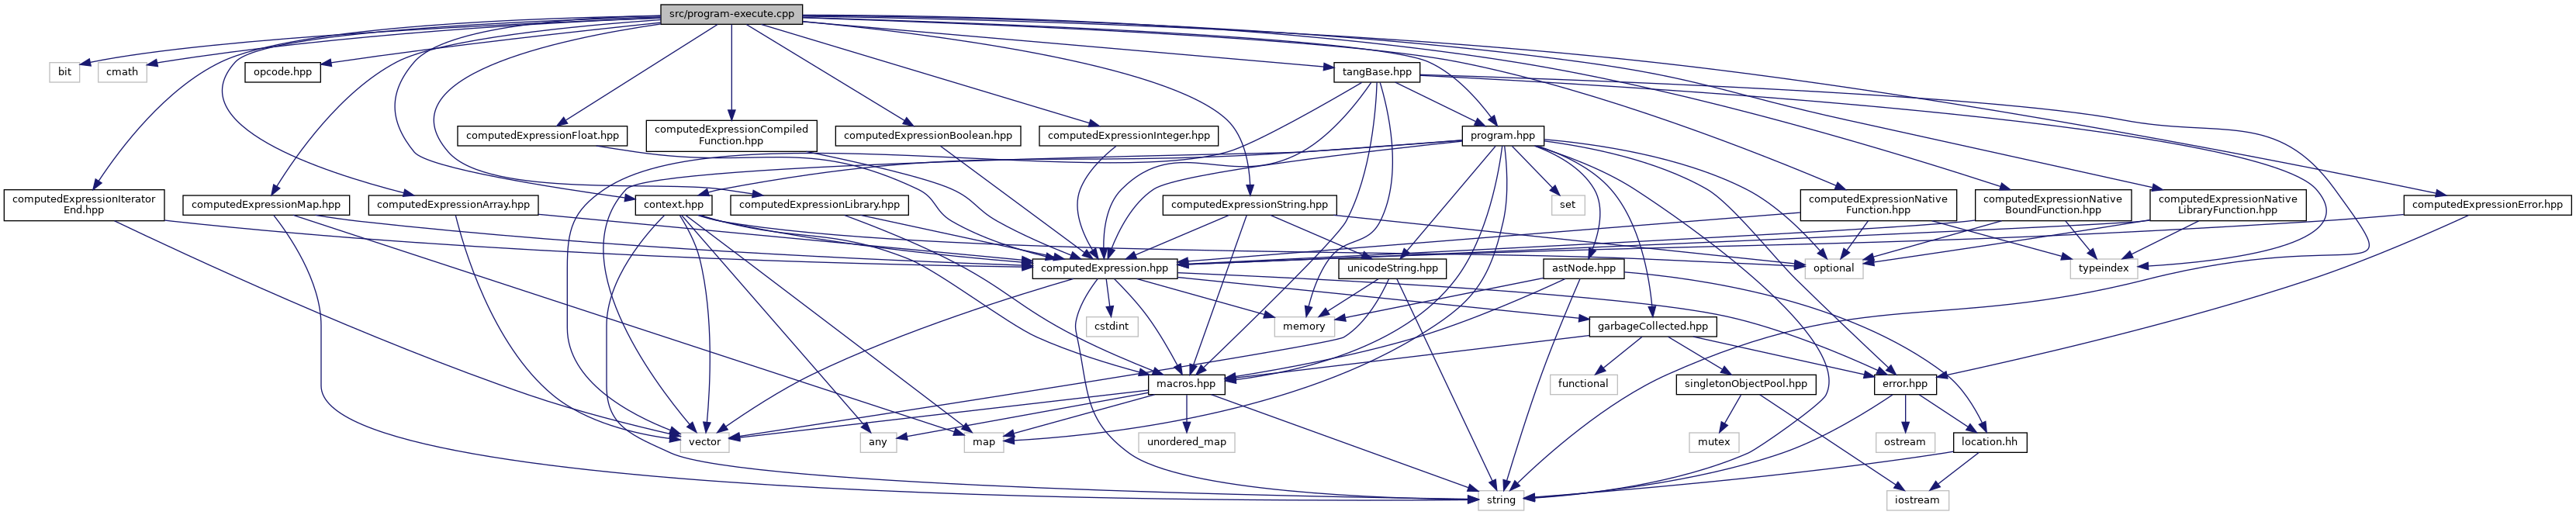 src/program-execute.cpp
bit
cmath
opcode.hpp
tangBase.hpp
computedExpressionFloat.hpp
computedExpressionCompiled
Function.hpp
computedExpressionBoolean.hpp
computedExpressionInteger.hpp
program.hpp
computedExpressionIterator
End.hpp
computedExpressionMap.hpp
computedExpressionArray.hpp
context.hpp
computedExpressionLibrary.hpp
computedExpressionString.hpp
set
computedExpressionNative
Function.hpp
computedExpressionNative
BoundFunction.hpp
computedExpressionNative
LibraryFunction.hpp
computedExpressionError.hpp
computedExpression.hpp
unicodeString.hpp
astNode.hpp
optional
typeindex
cstdint
memory
garbageCollected.hpp
macros.hpp
functional
singletonObjectPool.hpp
error.hpp
vector
any
map
unordered_map
mutex
ostream
location.hh
string
iostream